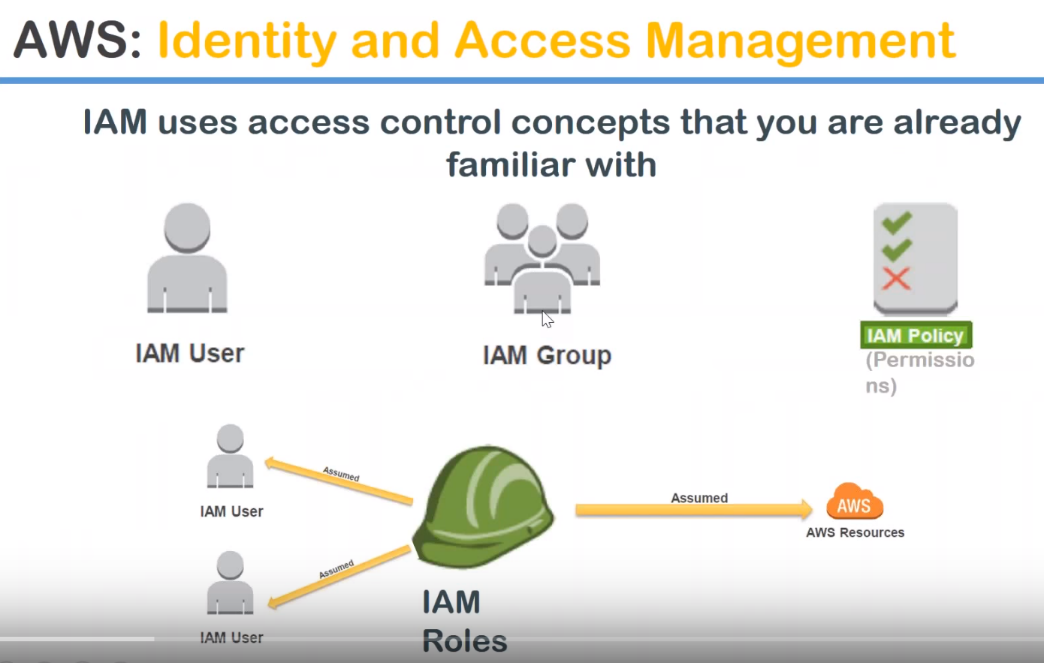 AWS: Identity and Access Management
IAM uses access control concepts that you are already
familiar with
IAM User
IAM Group
IAM Policy
(Permissio
ns)
Assumed
IAM User
Assumed
AWS
AWS Resources
Assumed
IAM User
IAM
Roles